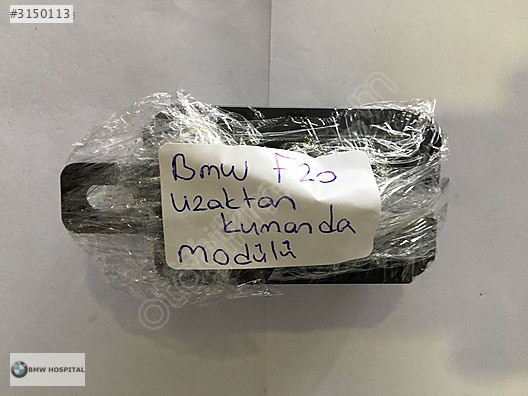 #3150113
Bmw F20
uzaktan
kumanda
modülü
BMW HOSPITAL